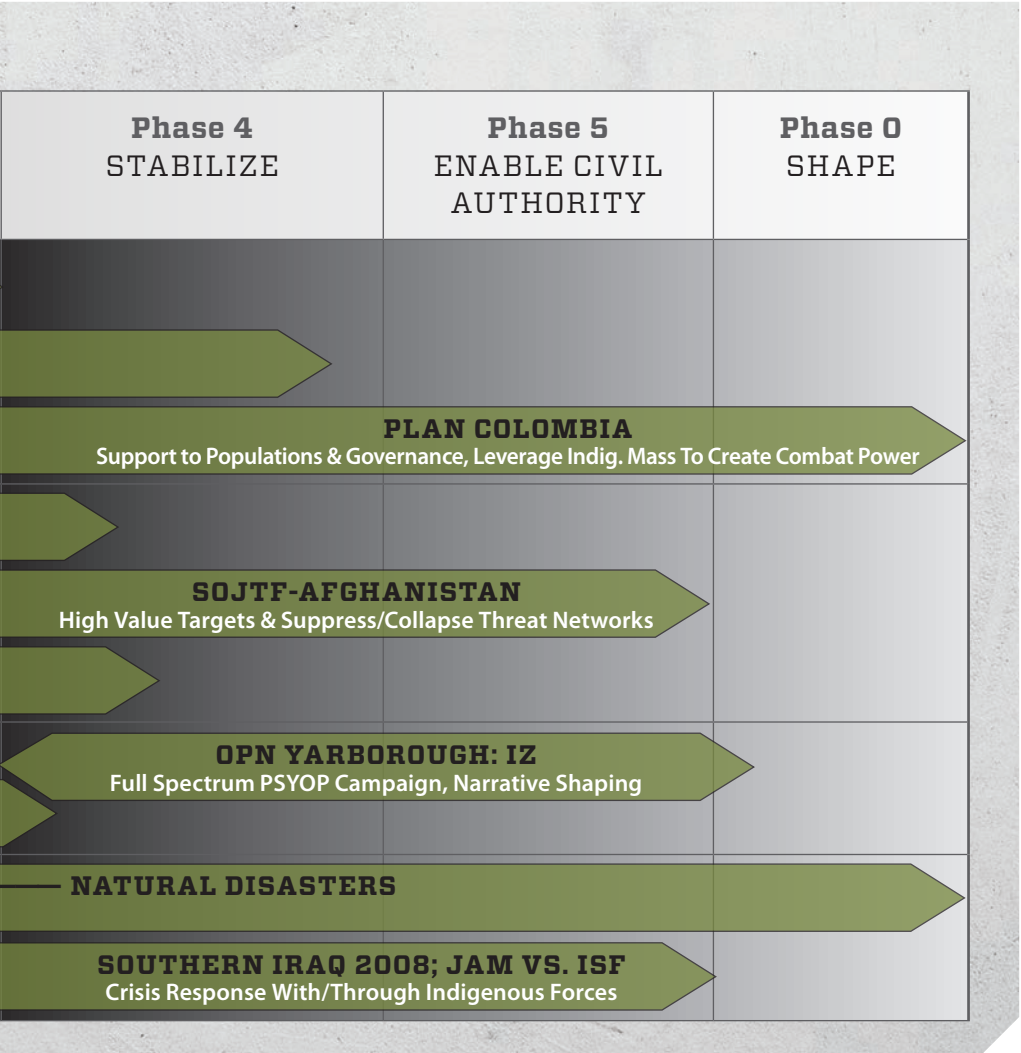 Phase 4
STABILIZE
Phase 5
ENABLE CIVIL
AUTHORITY
Phase 0
SHAPE
PLAN COLOMBIA
Support to Populations & Governance, Leverage Indig. Mass To Create Combat Power
SOJTF-AFGHANISTAN
High Value Targets & Suppress/Collapse Threat Networks
OPN YARBOROUGH: IZ
Full Spectrum PSYOP Campaign, Narrative Shaping
NATURAL DISASTERS
SOUTHERN IRAQ 2008; JAM VS. ISF
Crisis Response With/Through Indigenous Forces